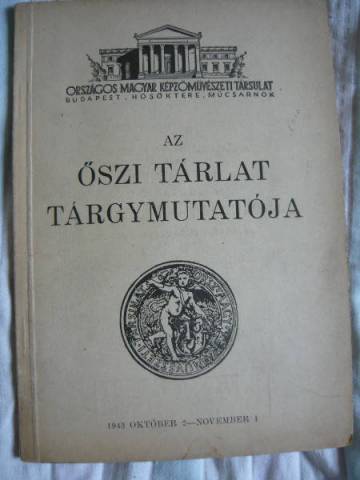 ORSZÁGOS MAGYAR KÉPZŐMŰVÉSZETI TÁRSULAT
BUDAPEST, HŐSÖKTERE, MŰCSARNOK
AZ
ŐSZI TÁRLAT
TÁRGYMUTATÓJA
1943 OKTÓBER 2—NOVEMBER 1